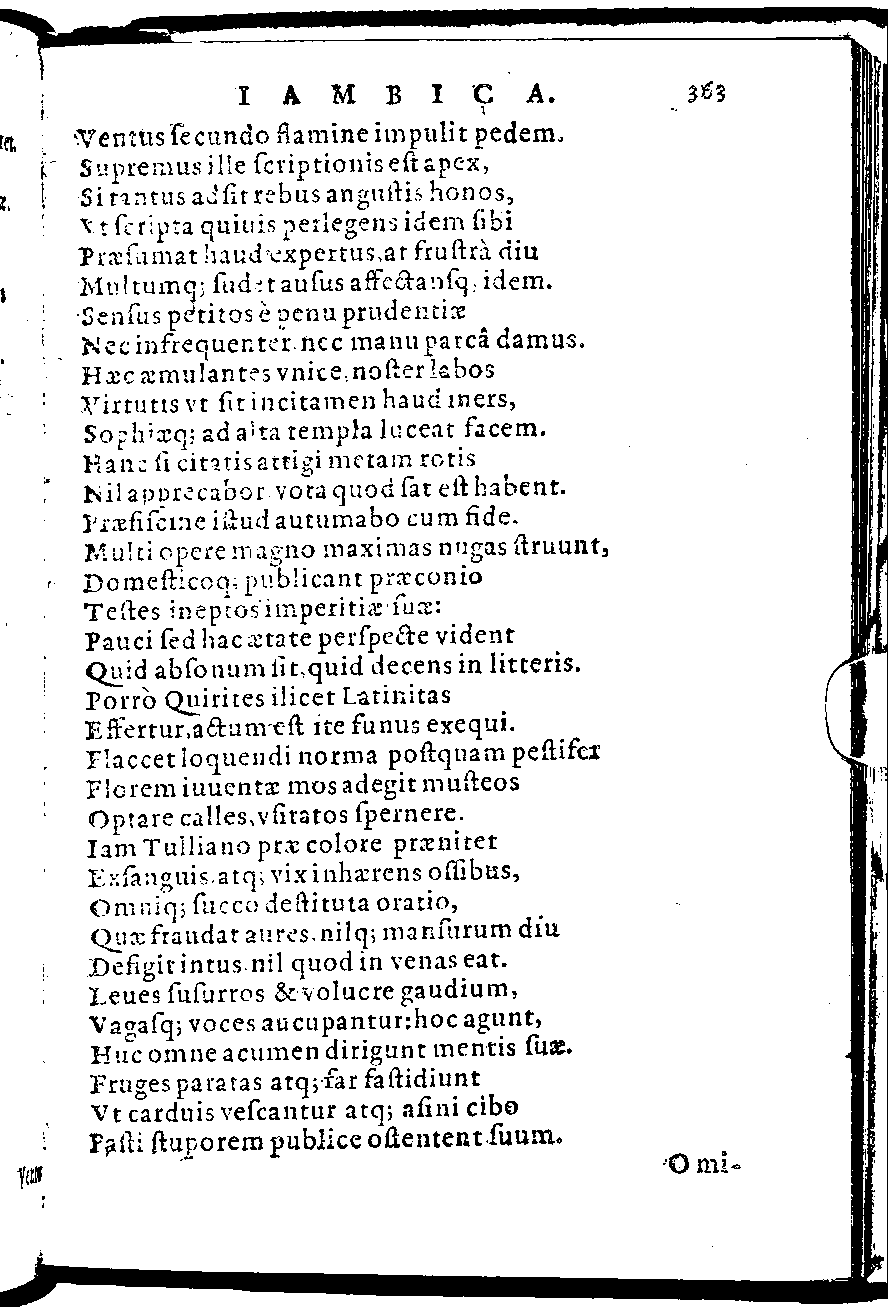 IAMBICA. 363
Ventus ſecundo flamine impulit pedem.
Supremus ille ſcriptionis eſt apex,
Si tantus adſit rebus anguſtis honos,
Vt ſcripta quiuis perlegens idem ſibi
Præſumat haud expertus, at fruſtrà diu
Multumq; ſudet auſus affectanſq; idem.
Senſus petitos è penu prudentiæ
Nec infrequenter nec manu parcâ damus.
Hæc æmulantes vnice, noſter labos
Virtutis vt ſit incitamen haud iners,
Sophiæq; ad alta templa luceat facem.
Hanc ſi citatis attigi metam rotis
Nil apprecabor vota quod ſat eſt habent.
Præfiſcine iſtud autumabo cum fide.
Multi opere magno maximas nugas ſtruunt,
Domeſticoq; publicant præconio
Teſtes ineptos imperitiæ ſuæ:
Pauci ſed hac ætate perſpecte vident
Quid abſonum ſit, quid decens in litteris.
Porrò Quirites ilicet Latinitas
Effertur, actum eſt ite funus exequi.
Flaccet loquendi norma poſtquam peſtifer
Florem iuuentæ mos adegit muſteos
Optare calles, vſitatos ſpernere.
Iam Tulliano præ colore prænitet
Exſanguis, atq; vix inhærens oſſibus,
Omniq; ſucco deſtituta oratio,
Quæ fraudat aures, nilq; manſurum diu
Defigit intus nil quod in venas eat.
Leues ſuſurros & volucre gaudium,
Vagaſq; voces aucupantur: hoc agunt,
Huc omne acumen dirigunt mentis ſuæ.
Fruges paratas atq; far faſtidiunt
Vt carduis veſcantur atq; aſini cibo
Paſti ſtuporem publice oſtentent ſuum.
O mi-